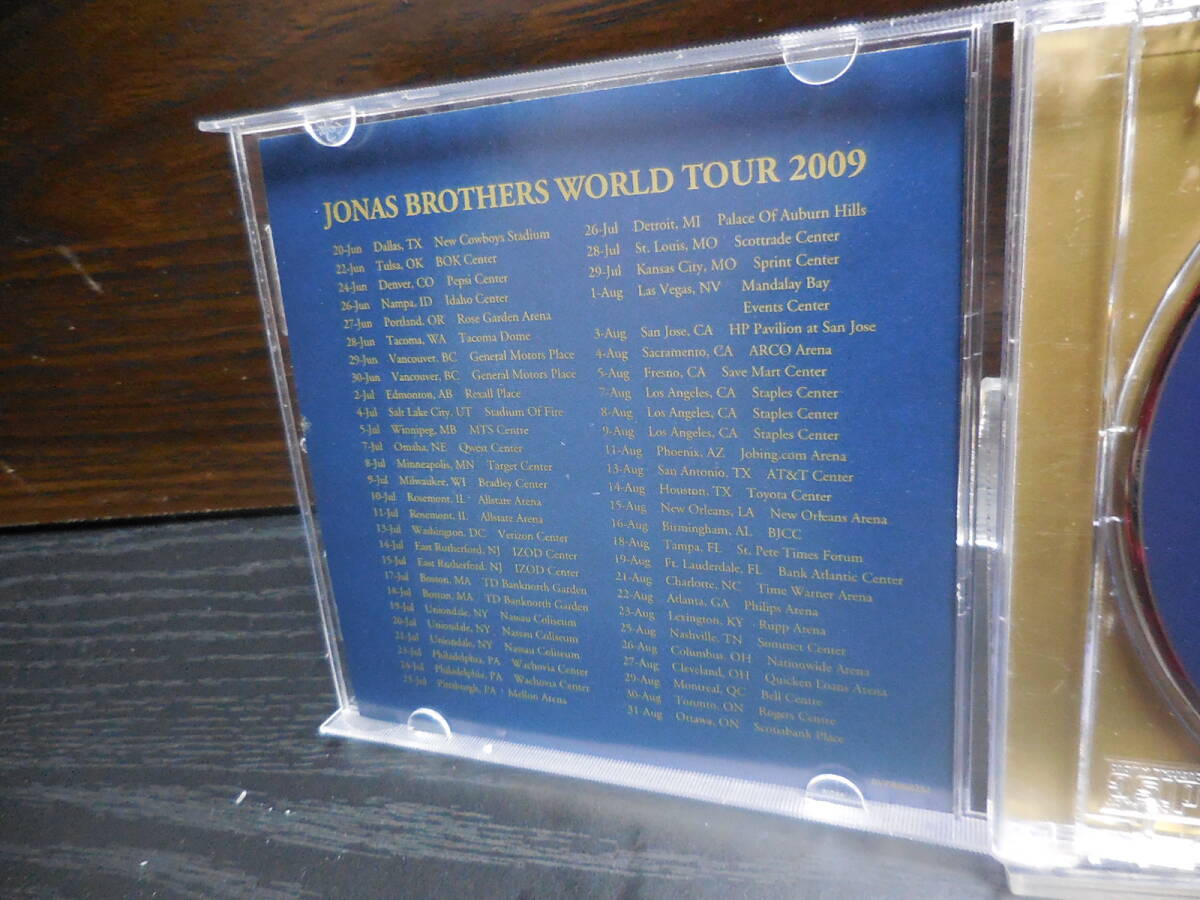 JONAS BROTHERS WORLD TOUR 2009
20-Jun Dallas, TX New Cowboys Stadium
22-Jun Tulsa, OK BOK Center
24-Jun Denver, CO Pepsi Center
26-Jun Nampa, ID Idaho Center
27-Jun Portland, OR Rose Garden Arena
28-Jun Tacoma, WA Tacoma Dome
29-Jun Vancouver, BC General Motors Place
30-Jun Vancouver, BC General Motors Place
2-Jul Edmonton, AB Rexall Place
4-Jul Salt Lake City, UT Stadium Of Fire
5-Jul Winnipeg, MB MTS Centre
7-Jul Omaha, NE Qwest Center
8-Jul Minneapolis, MN Target Center
9-Jul Milwaukee, WI Bradley Center
10-Jul Rosemont, IL Allstate Arena
11-Jul Rosemont, IL Allstate Arena
13-Jul Washington, DC Verizon Center
14-Jul East Rutherford, NJ IZOD Center
15-Jul East Rutherford, NJ IZOD Center
17-Jul Boston, MA TD Banknorth Garden
18-Jul Boston, MA TD Banknorth Garden
19-Jul Uniondale, NY Nassau Coliseum
20-Jul Uniondale, NY Nassau Coliseum
21-Jul Uniondale, NY Nassau Coliseum
23-Jul Philadelphia, PA Wachovia Center
24-Jul Philadelphia, PA Wachovia Center
25-Jul Pittsburgh, PA Mellon Arena
26-Jul Detroit, MI Palace Of Auburn Hills
28-Jul St. Louis, MO Scottrade Center
29-Jul Kansas City, MO Sprint Center
1-Aug Las Vegas, NV Mandalay Bay
Events Center
3-Aug San Jose, CA HP Pavilion at San Jose
4-Aug Sacramento, CA ARCO Arena
5-Aug Fresno, CA Save Mart Center
7-Aug Los Angeles, CA Staples Center
8-Aug Los Angeles, CA Staples Center
9-Aug Los Angeles, CA Staples Center
11-Aug Phoenix, AZ Jobing.com Arena
13-Aug San Antonio, TX AT&T Center
14-Aug Houston, TX Toyota Center
15-Aug New Orleans, LA New Orleans Arena
16-Aug Birmingham, AL BJCC
18-Aug Tampa, FL St. Pete Times Forum
19-Aug Ft. Lauderdale, FL Bank Atlantic Center
21-Aug Charlotte, NC Time Warner Arena
22-Aug Atlanta, GA Philips Arena
23-Aug Lexington, KY Rupp Arena
25-Aug Nashville, TN Sommet Center
26-Aug Columbus, OH Nationwide Arena
27-Aug Cleveland, OH Quicken Loans Arena
29-Aug Montreal, QC Bell Centre
30-Aug Toronto, ON Rogers Centre
31-Aug Ottawa, ON Scotiabank Place